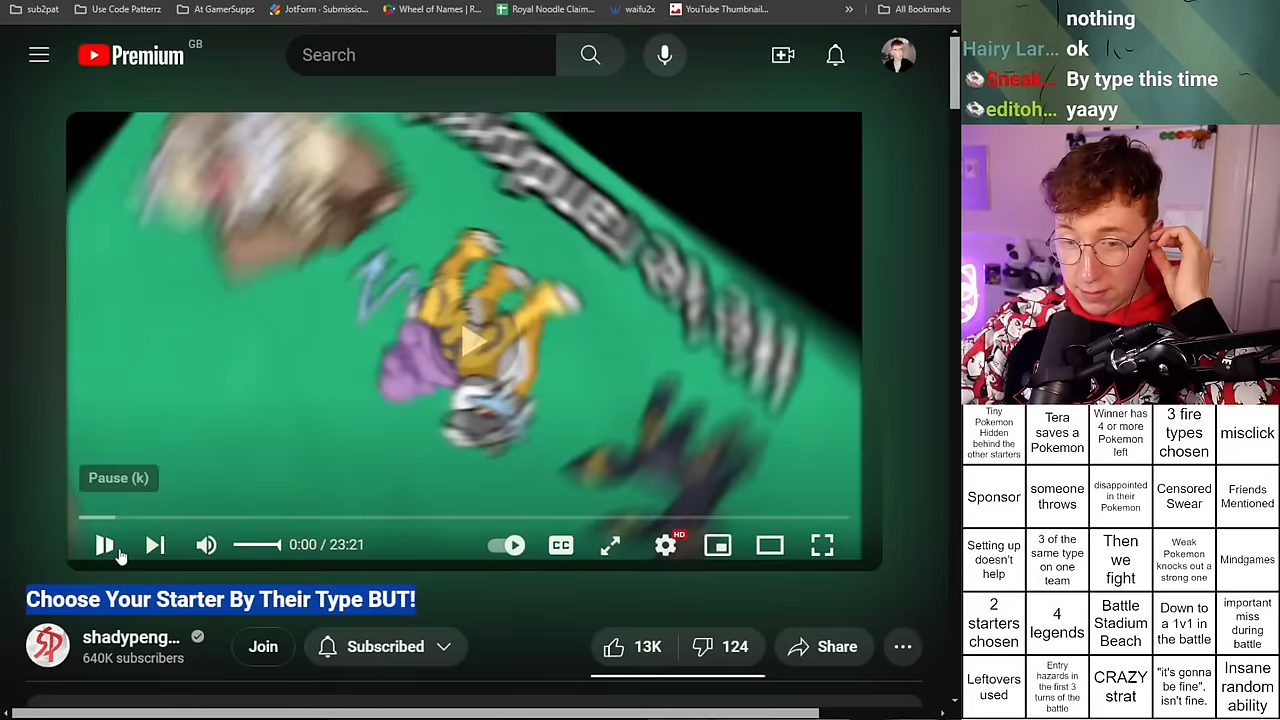 sub2pat
Use Code Patterrz
At GamerSupps
JotForm · Submissio...
Wheel of Names | R...
Royal Noodle Claim...
waifu2x
YouTube Thumbnail...
»
All Bookmarks
Premium GB
Search
Pause (k)
0:00 / 23:21
CC
HD
Choose Your Starter By Their Type BUT!
SP
shadypeng...
640K subscribers
Join
Subscribed
13K
124
Share
nothing
Hairy Lar... ok
Sneak... By type this time
editoh... yaayy
Tiny
Pokemon
Hidden
behind the
other starters
Tera
saves a
Pokemon
Winner has
4 or more
Pokemon
left
3 fire
types
chosen
misclick
Sponsor
someone
throws
disappointed
in their
Pokemon
Censored
Swear
Friends
Mentioned
Setting up
doesn't
help
3 of the
same type
on one
team
Then
we
fight
Weak
Pokemon
knocks out a
strong one
Mindgames
2
starters
chosen
4
legends
Battle
Stadium
Beach
Down to
a 1v1 in
the battle
important
miss
during
battle
Leftovers
used
Entry
hazards in
the first 3
turns of the
battle
CRAZY
strat
"it's gonna
be fine".
isn't fine.
Insane
random
ability